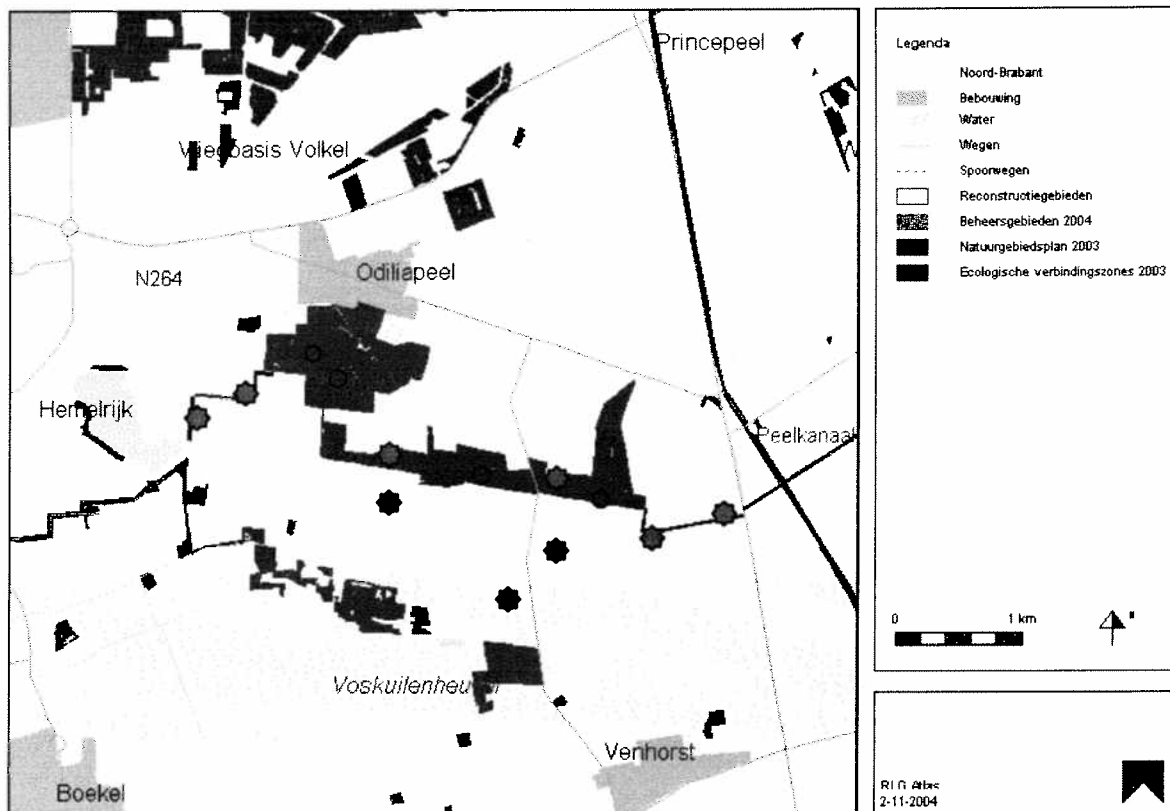 Princepeel
Vliegbasis Volkel
Odiliapeel
N264
Hemelrijk
Peelkanaal
Voskuilenheuvel
Venhorst
Boekel
Legenda
Noord-Brabant
Bebouwing
Water
Wegen
Spoorwegen
Reconstructiegebieden
Beheersgebieden 2004
Natuurgebiedsplan 2003
Ecologische verbindingszones 2003
0 1 km
Atlas
2-11-2004